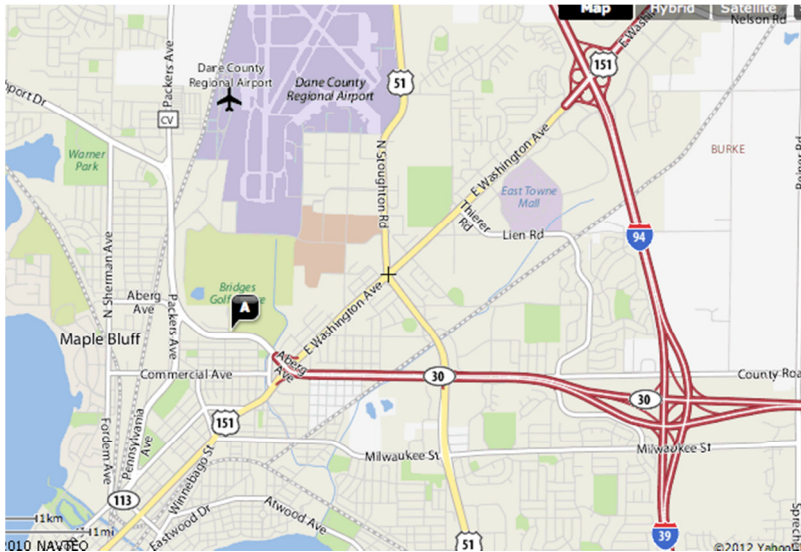 Map
Hybrid
Satellite
Nelson Rd
E Washin
151
Packers Ave
Dane County
Regional Airport
Dane County
Regional Airport
51
port Dr
CV
Warner
Park
N Stoughton Rd
E Washington Ave
BURKE
East Towne
Mall
Thierer
Rd
Lien Rd
94
N Sherman Ave
Bridges
A
Aberg
Ave
Packers Ave
E Washington Ave
Maple Bluff
Aberg
Ave
Commercial Ave
30
County Roa
30
Fordem Ave
Pennsylvania
Ave
151
Winnebago St
Milwaukee St
Milwaukee St
113
Atwood Ave
Eastwood Dr
1km
1mi
51
39
2010 NAVTEQ
©2012 Yahoo